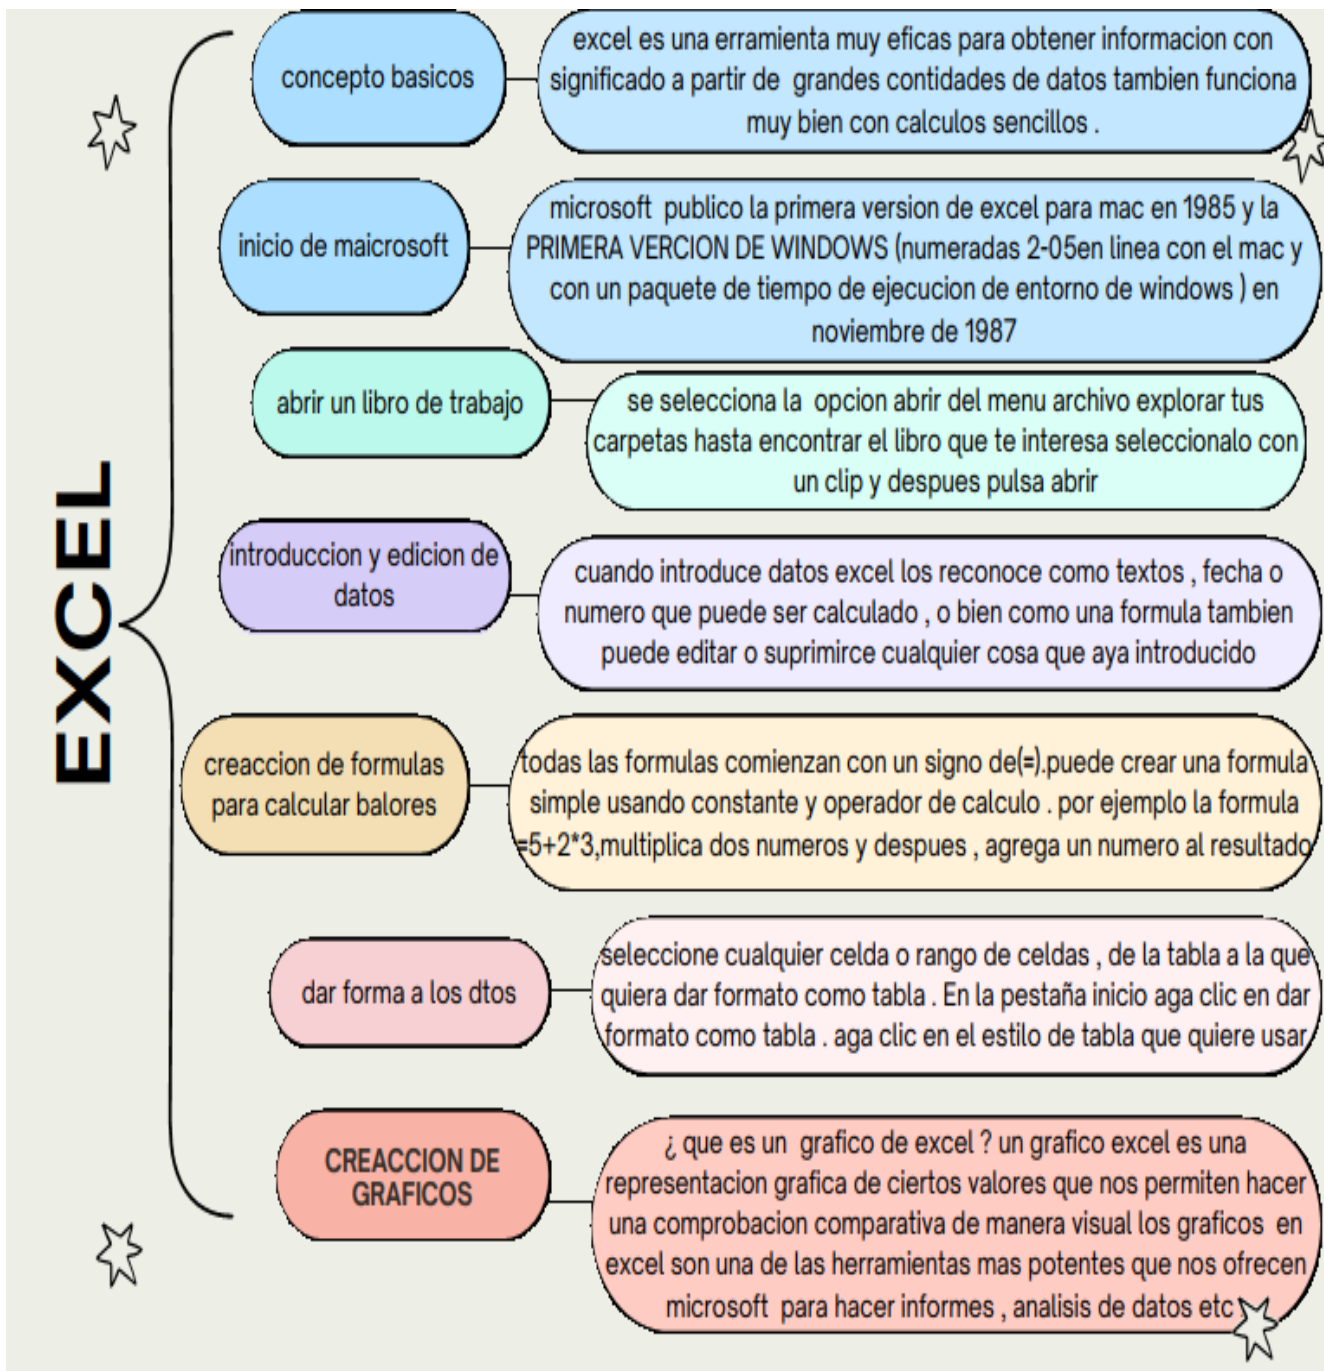 EXCEL
concepto basicos
excel es una erramienta muy eficas para obtener informacion con
significado a partir de grandes contidades de datos tambien funciona
muy bien con calculos sencillos .
inicio de maicrosoft
microsoft publico la primera version de excel para mac en 1985 y la
PRIMERA VERCION DE WINDOWS (numeradas 2-05en linea con el mac y
con un paquete de tiempo de ejecucion de entorno de windows ) en
noviembre de 1987
abrir un libro de trabajo
se selecciona la opcion abrir del menu archivo explorar tus
carpetas hasta encontrar el libro que te interesa seleccionalo con
un clip y despues pulsa abrir
introduccion y edicion de
datos
cuando introduce datos excel los reconoce como textos , fecha o
numero que puede ser calculado , o bien como una formula tambien
puede editar o suprimirce cualquier cosa que aya introducido
creaccion de formulas
para calcular balores
todas las formulas comienzan con un signo de(=).puede crear una formula
simple usando constante y operador de calculo . por ejemplo la formula
=5+2*3,multiplica dos numeros y despues , agrega un numero al resultado
dar forma a los dtos
seleccione cualquier celda o rango de celdas , de la tabla a la que
quiera dar formato como tabla . En la pestaña inicio aga clic en dar
formato como tabla . aga clic en el estilo de tabla que quiere usar
CREACCION DE
GRAFICOS
¿ que es un grafico de excel ? un grafico excel es una
representacion grafica de ciertos valores que nos permiten hacer
una comprobacion comparativa de manera visual los graficos en
excel son una de las herramientas mas potentes que nos ofrecen
microsoft para hacer informes , analisis de datos etc .